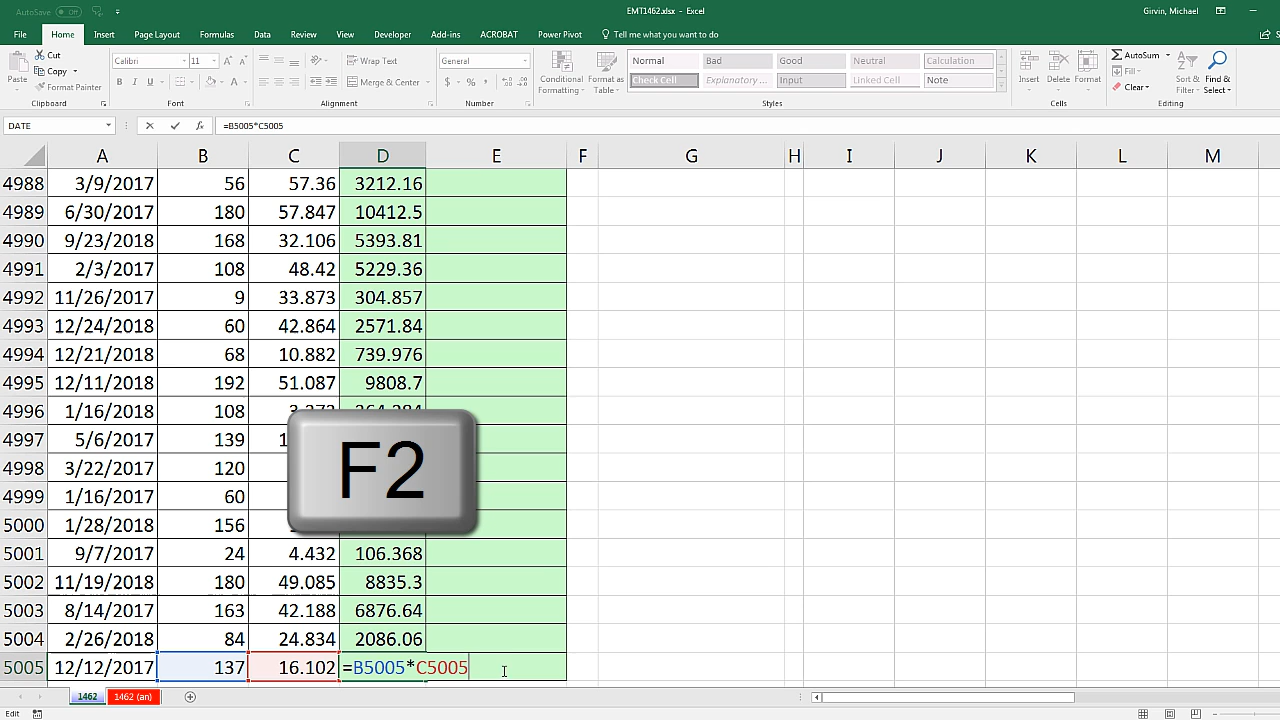 AutoSave Off
EMT1462.xlsx - Excel
Girvin, Michael
File Home Insert Page Layout Formulas Data Review View Developer Add-ins ACROBAT Power Pivot Tell me what you want to do
Paste
Cut
Copy
Format Painter
Clipboard
Calibri 11
B I U
Font
Wrap Text
Merge & Center
Alignment
General
$ % ,
Number
Conditional Formatting
Format as Table
Normal Bad Good Neutral Calculation
Check Cell Explanatory ... Input Linked Cell Note
Styles
Insert Delete Format
Cells
AutoSum
Fill
Clear
Sort & Filter
Find & Select
Editing
DATE fx =B5005*C5005
A B C D E F G H I J K L M
4988 3/9/2017 56 57.36 3212.16
4989 6/30/2017 180 57.847 10412.5
4990 9/23/2018 168 32.106 5393.81
4991 2/3/2017 108 48.42 5229.36
4992 11/26/2017 9 33.873 304.857
4993 12/24/2018 60 42.864 2571.84
4994 12/21/2018 68 10.882 739.976
4995 12/11/2018 192 51.087 9808.7
4996 1/16/2018 108
4997 5/6/2017 139
4998 3/22/2017 120
4999 1/16/2017 60
5000 1/28/2018 156
F2
5001 9/7/2017 24 4.432 106.368
5002 11/19/2018 180 49.085 8835.3
5003 8/14/2017 163 42.188 6876.64
5004 2/26/2018 84 24.834 2086.06
5005 12/12/2017 137 16.102 =B5005*C5005
1462 1462 (an)
Edit